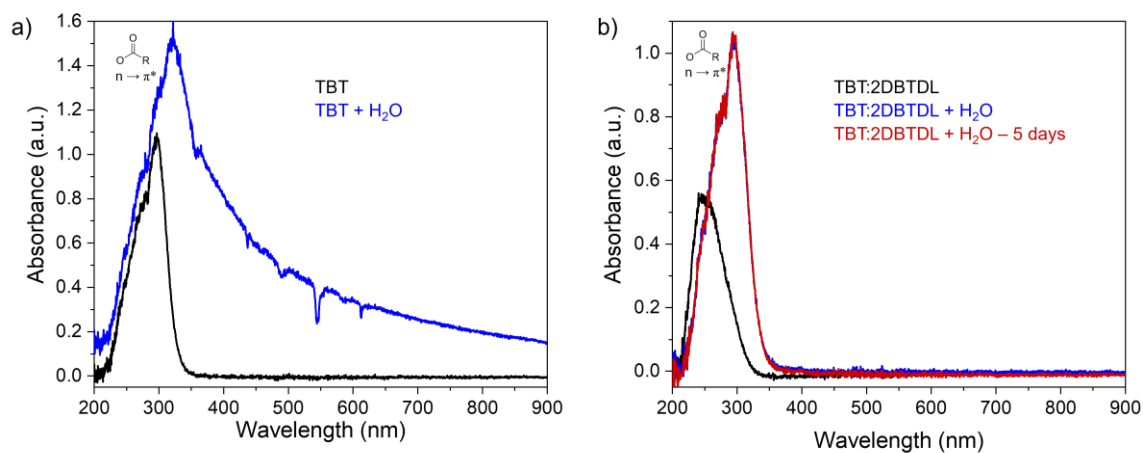 a)
O
O R
n → π*
TBT
TBT + H₂O
1.6
1.4
1.2
1.0
0.8
0.6
0.4
0.2
0.0
Absorbance (a.u.)
200 300 400 500 600 700 800 900
Wavelength (nm)
b)
O
O R
n → π*
TBT:2DBTDL
TBT:2DBTDL + H₂O
TBT:2DBTDL + H₂O – 5 days
1.0
0.8
0.6
0.4
0.2
0.0
Absorbance (a.u.)
200 300 400 500 600 700 800 900
Wavelength (nm)